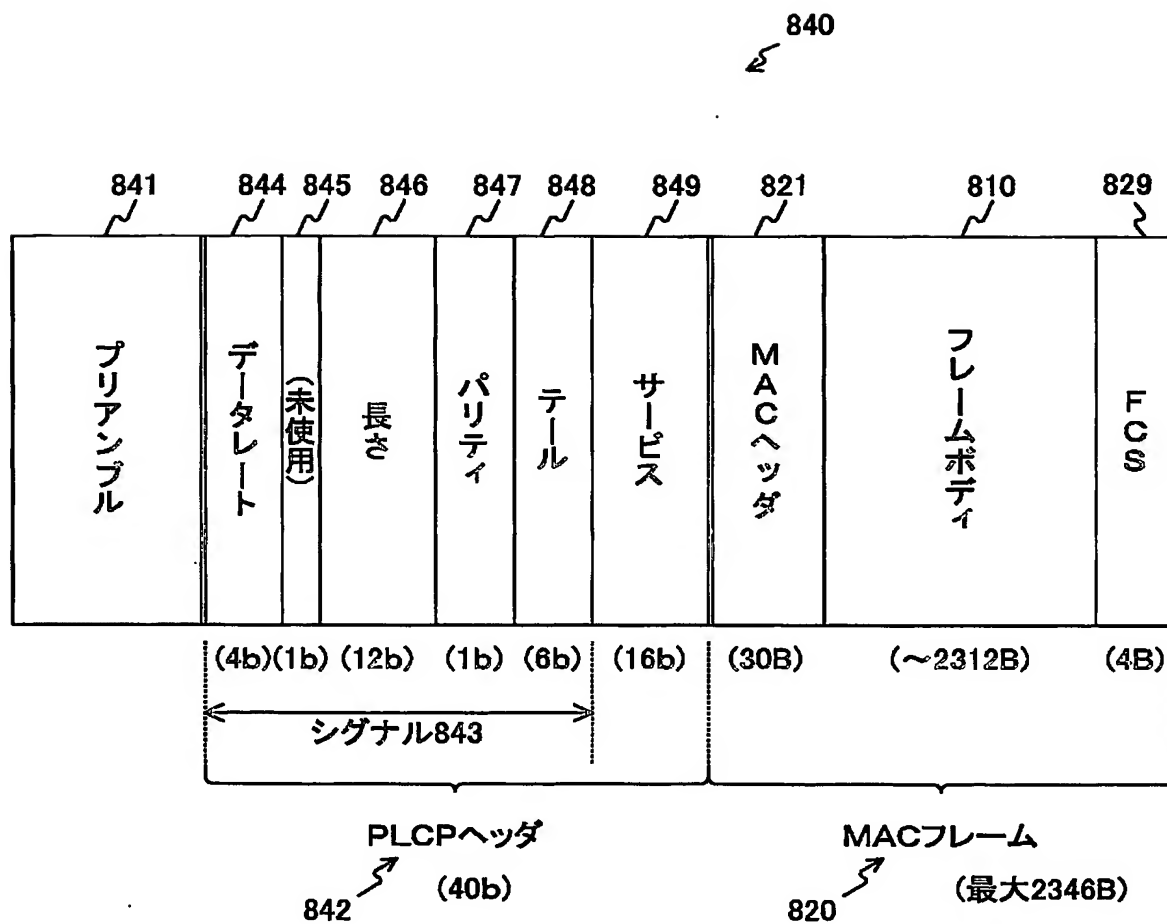 840
841 844 845 846 847 848 849 821 810 829
プリアンブル
データレート
(未使用)
長さ
パリティ
テール
サービス
MACヘッダ
フレームボディ
FCS
(4b)(1b) (12b) (1b) (6b) (16b) (30B) (～2312B) (4B)
シグナル843
PLCPヘッダ MACフレーム
(40b) (最大2346B)
842 820